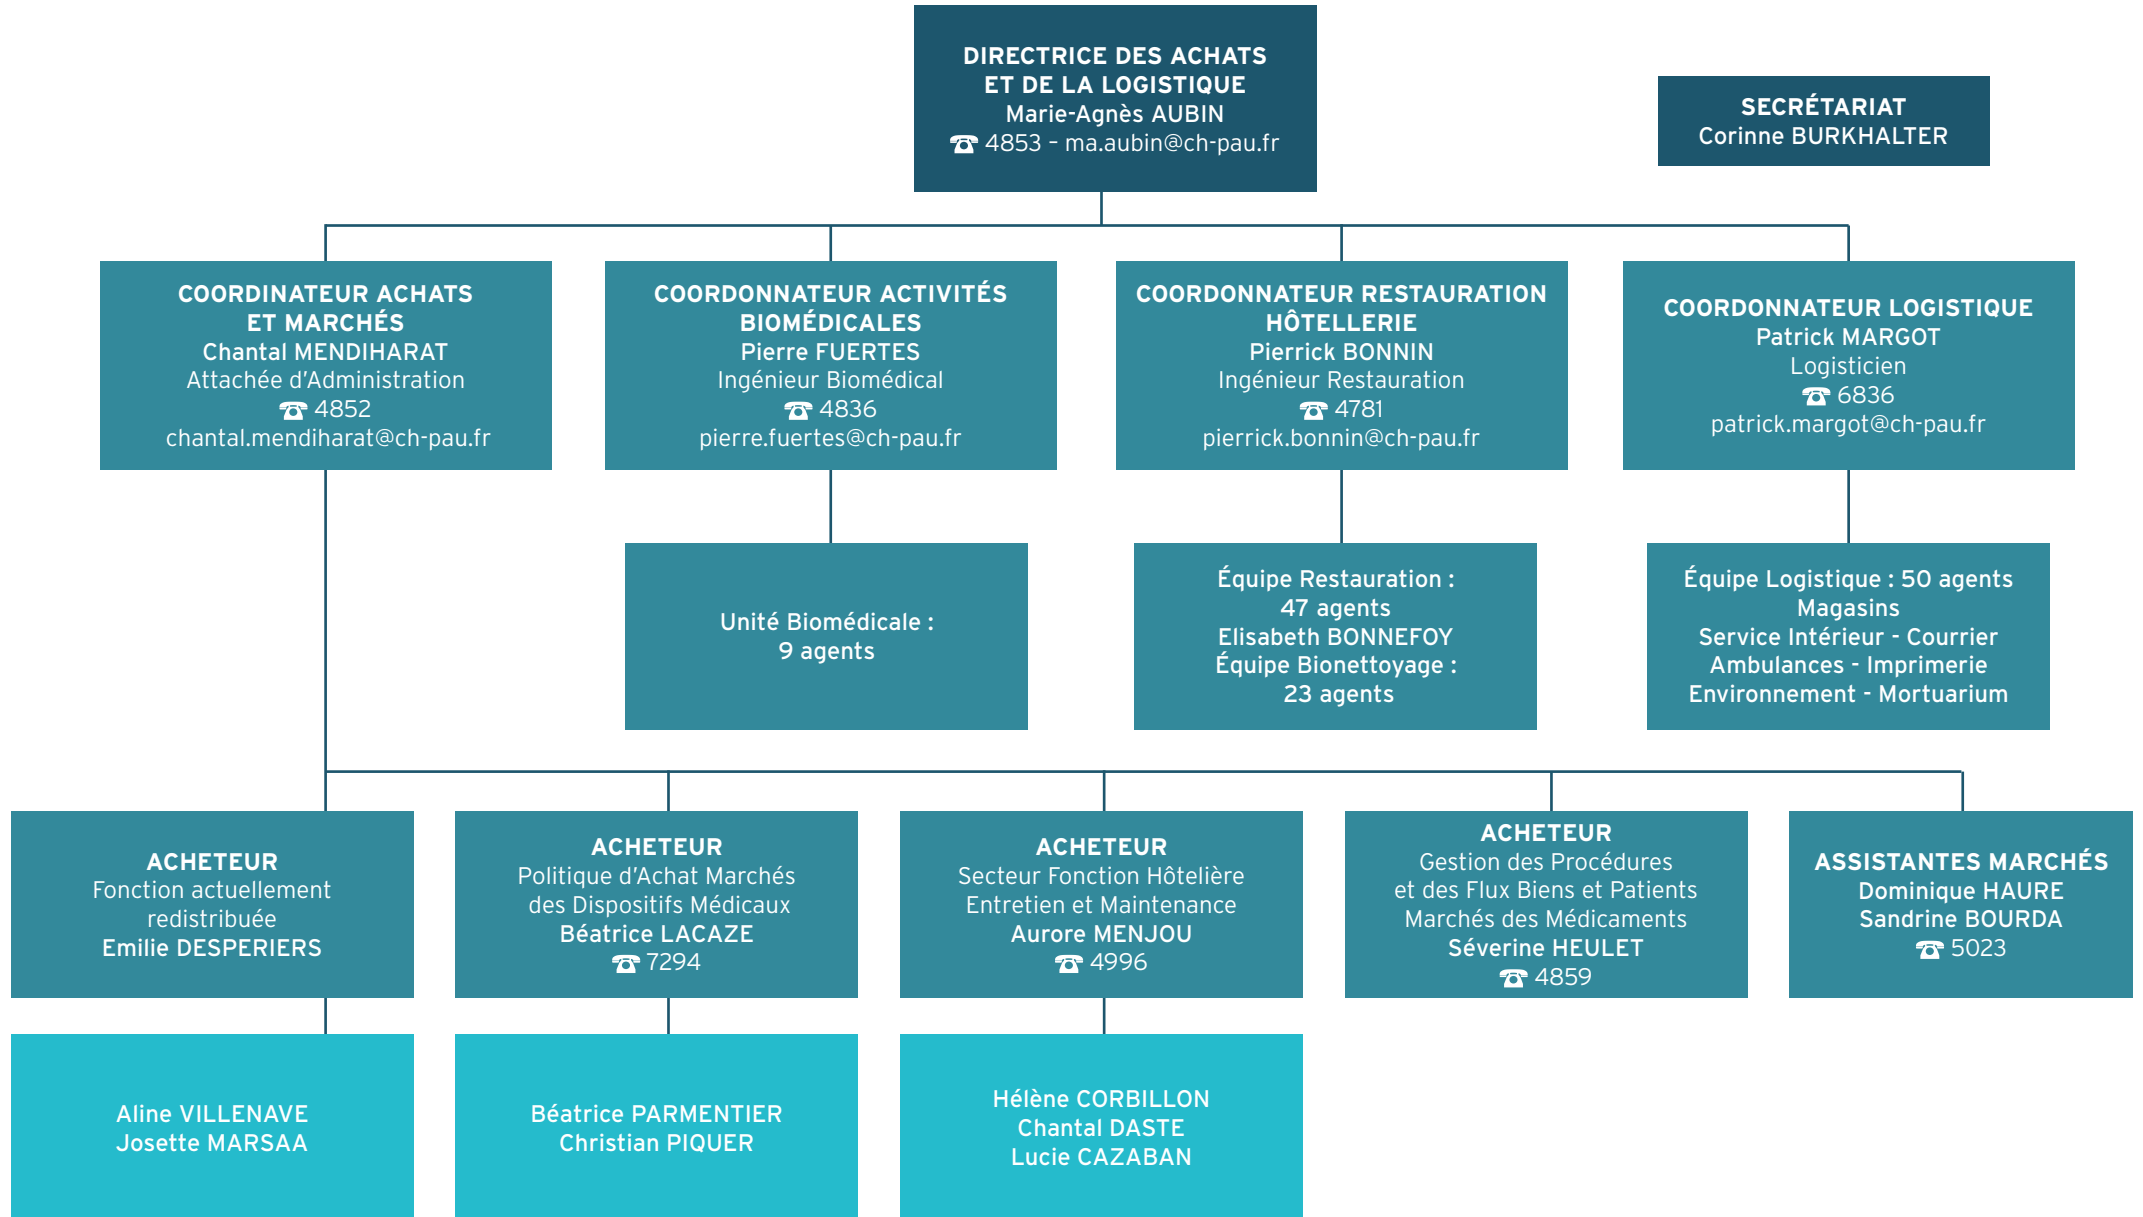 DIRECTRICE DES ACHATS
ET DE LA LOGISTIQUE
Marie-Agnès AUBIN
☎ 4853 – ma.aubin@ch-pau.fr
SECRÉTARIAT
Corinne BURKHALTER
COORDINATEUR ACHATS
ET MARCHÉS
Chantal MENDIHARAT
Attachée d'Administration
☎ 4852
chantal.mendiharat@ch-pau.fr
COORDONNATEUR ACTIVITÉS
BIOMÉDICALES
Pierre FUERTES
Ingénieur Biomédical
☎ 4836
pierre.fuertes@ch-pau.fr
COORDONNATEUR RESTAURATION
HÔTELLERIE
Pierrick BONNIN
Ingénieur Restauration
☎ 4781
pierrick.bonnin@ch-pau.fr
COORDONNATEUR LOGISTIQUE
Patrick MARGOT
Logisticien
☎ 6836
patrick.margot@ch-pau.fr
Unité Biomédicale :
9 agents
Équipe Restauration :
47 agents
Elisabeth BONNEFOY
Équipe Bionettoyage :
23 agents
Équipe Logistique : 50 agents
Magasins
Service Intérieur - Courrier
Ambulances - Imprimerie
Environnement - Mortuarium
ACHETEUR
Fonction actuellement
redistribuée
Emilie DESPERIERS
ACHETEUR
Politique d'Achat Marchés
des Dispositifs Médicaux
Béatrice LACAZE
☎ 7294
ACHETEUR
Secteur Fonction Hôtelière
Entretien et Maintenance
Aurore MENJOU
☎ 4996
ACHETEUR
Gestion des Procédures
et des Flux Biens et Patients
Marchés des Médicaments
Séverine HEULET
☎ 4859
ASSISTANTES MARCHÉS
Dominique HAURE
Sandrine BOURDA
☎ 5023
Aline VILLENAVE
Josette MARSAA
Béatrice PARMENTIER
Christian PIQUER
Hélène CORBILLON
Chantal DASTE
Lucie CAZABAN